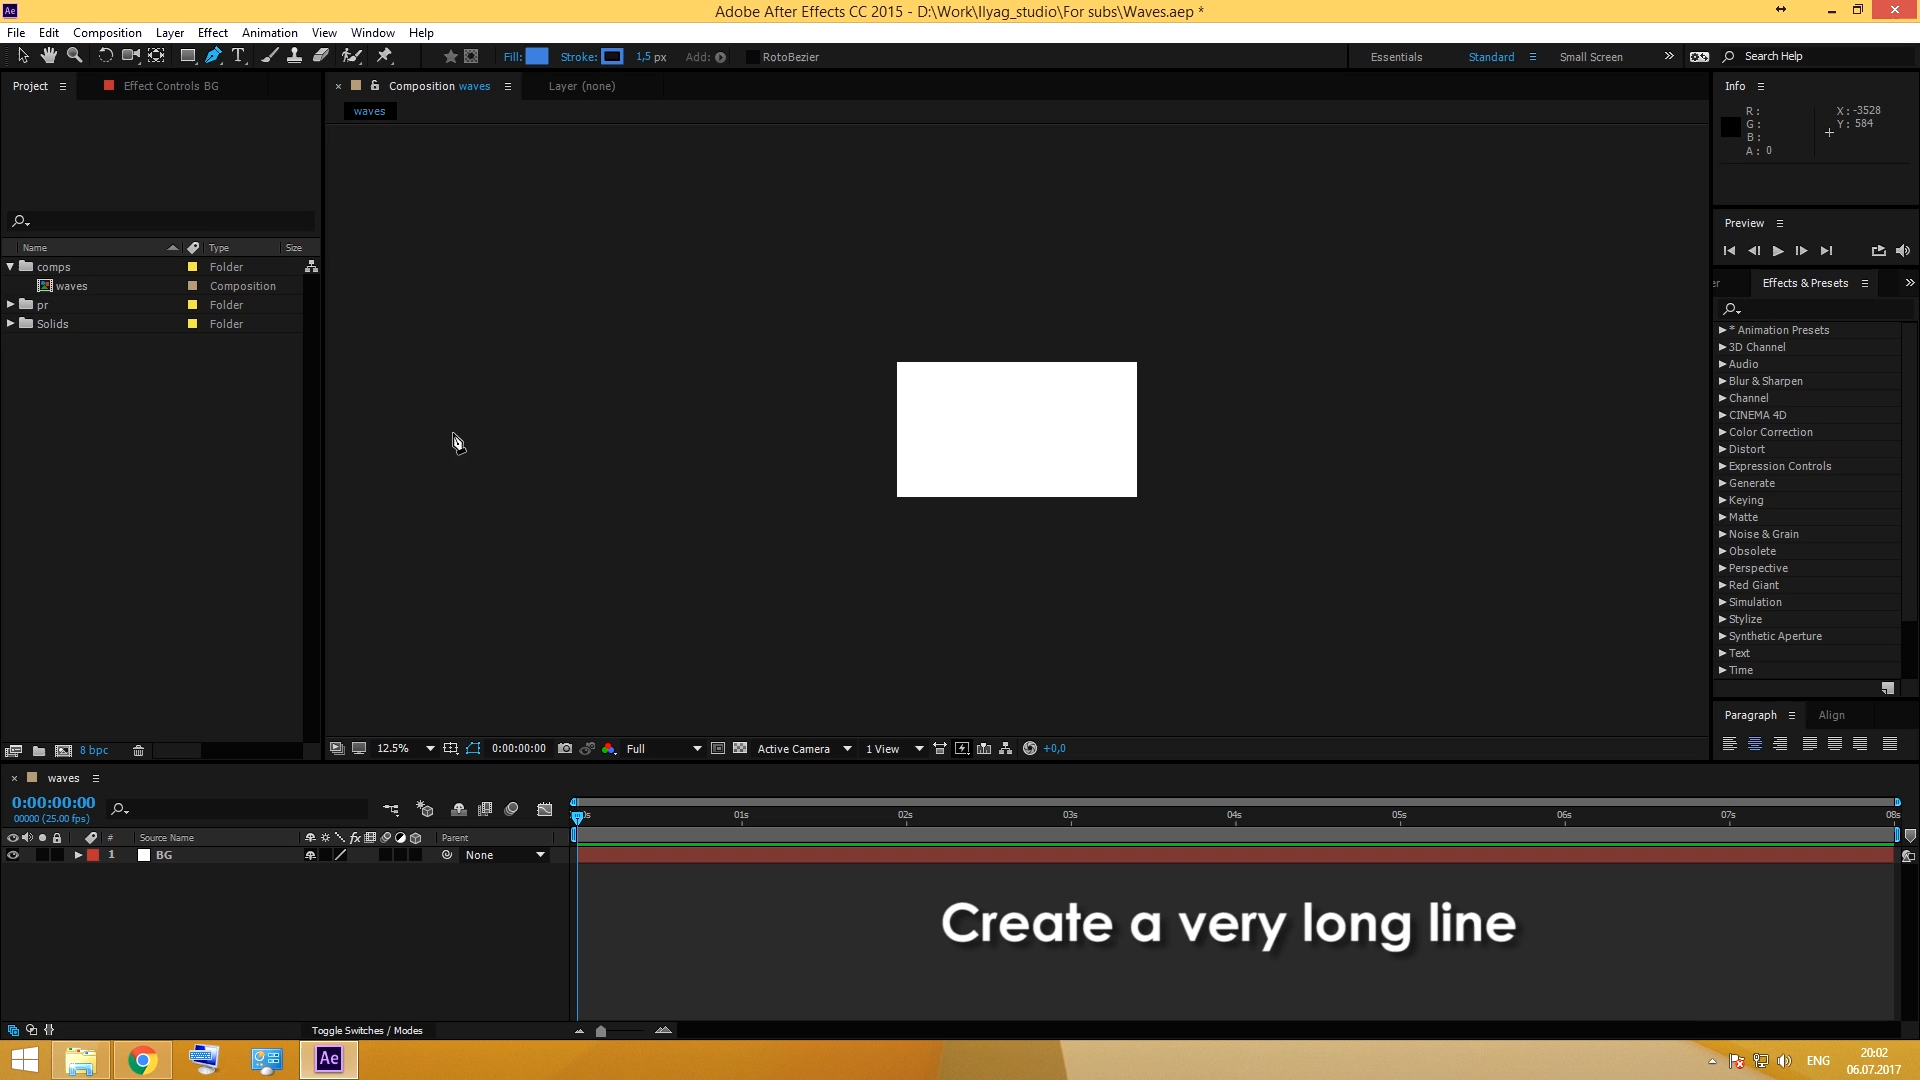 Adobe After Effects CC 2015 - D:\Work\Ilyag_studio\For subs\Waves.aep *
File Edit Composition Layer Effect Animation View Window Help
Fill: Stroke: 1,5 px Add: RotoBezier Essentials Standard Small Screen Search Help
Project Effect Controls BG
Composition waves Layer (none)
waves
Info
R:
G:
B:
A: 0
X: -3528
Y: 584
Preview
Name Type Size
comps Folder
waves Composition
pr Folder
Solids Folder
Effects & Presets
* Animation Presets
3D Channel
Audio
Blur & Sharpen
Channel
CINEMA 4D
Color Correction
Distort
Expression Controls
Generate
Keying
Matte
Noise & Grain
Obsolete
Perspective
Red Giant
Simulation
Stylize
Synthetic Aperture
Text
Time
Paragraph Align
8 bpc
12.5% 0:00:00:00 Full Active Camera 1 View +0,0
waves
0:00:00:00
00000 (25.00 fps)
01s 02s 03s 04s 05s 06s 07s 08s
# Source Name fx Parent
1 BG None
Create a very long line
Toggle Switches / Modes
Ae
ENG
20:02
06.07.2017